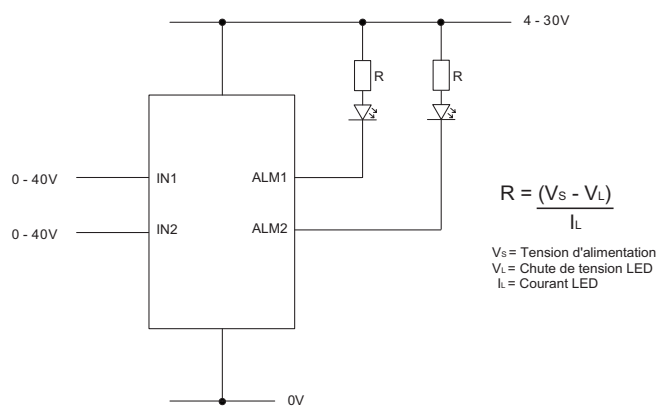 4 - 30V
R
R
0 - 40V
IN1
ALM1
0 - 40V
IN2
ALM2
R = (VS - VL)
IL
VS = Tension d'alimentation
VL = Chute de tension LED
IL = Courant LED
0V